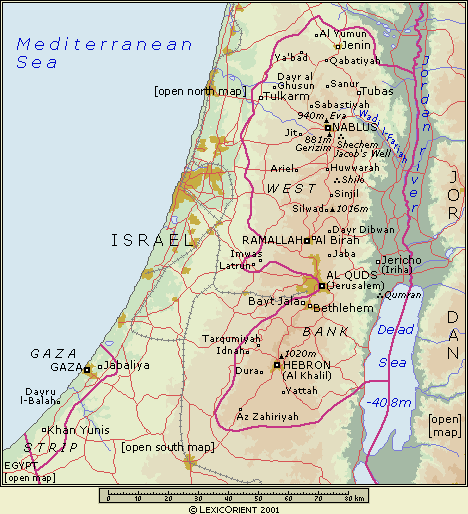 Mediterranean
Sea
Al Yumun
Jenin
Ya'bad
Qabatiyah
Dayr al
Ghusun
Sanur
Tubas
[open north map]
Tulkarm
Sabastiyah
940m Eva
NABLUS
Wadi l-Fariah
Jit
881m
Gerizim
Shechem
Jacob's Well
Jordan river
Ariel
Huwwarah
Shilo
WEST
Sinjil
Silwad
1016m
JOR
DAN
ISRAEL
Dayr Dibwan
RAMALLAH
Al Birah
Imwas
Latrun
Jaba
Jericho
(Iriha)
AL QUDS
(Jerusalem)
Qumran
Bayt Jala
Bethlehem
BANK
Dead
Sea
-40.8m
Tarqumiyah
Idnah
1020m
HEBRON
(Al Khalil)
Dura
Yattah
Az Zahiriyah
GAZA
GAZA
Jabaliya
Dayru
l-Balah
Khan Yunis
STRIP
EGYPT
[open map]
[open south map]
[open]
[map]
0 10 20 30 40 50 60 70 80 km
© LEXICORIENT 2001